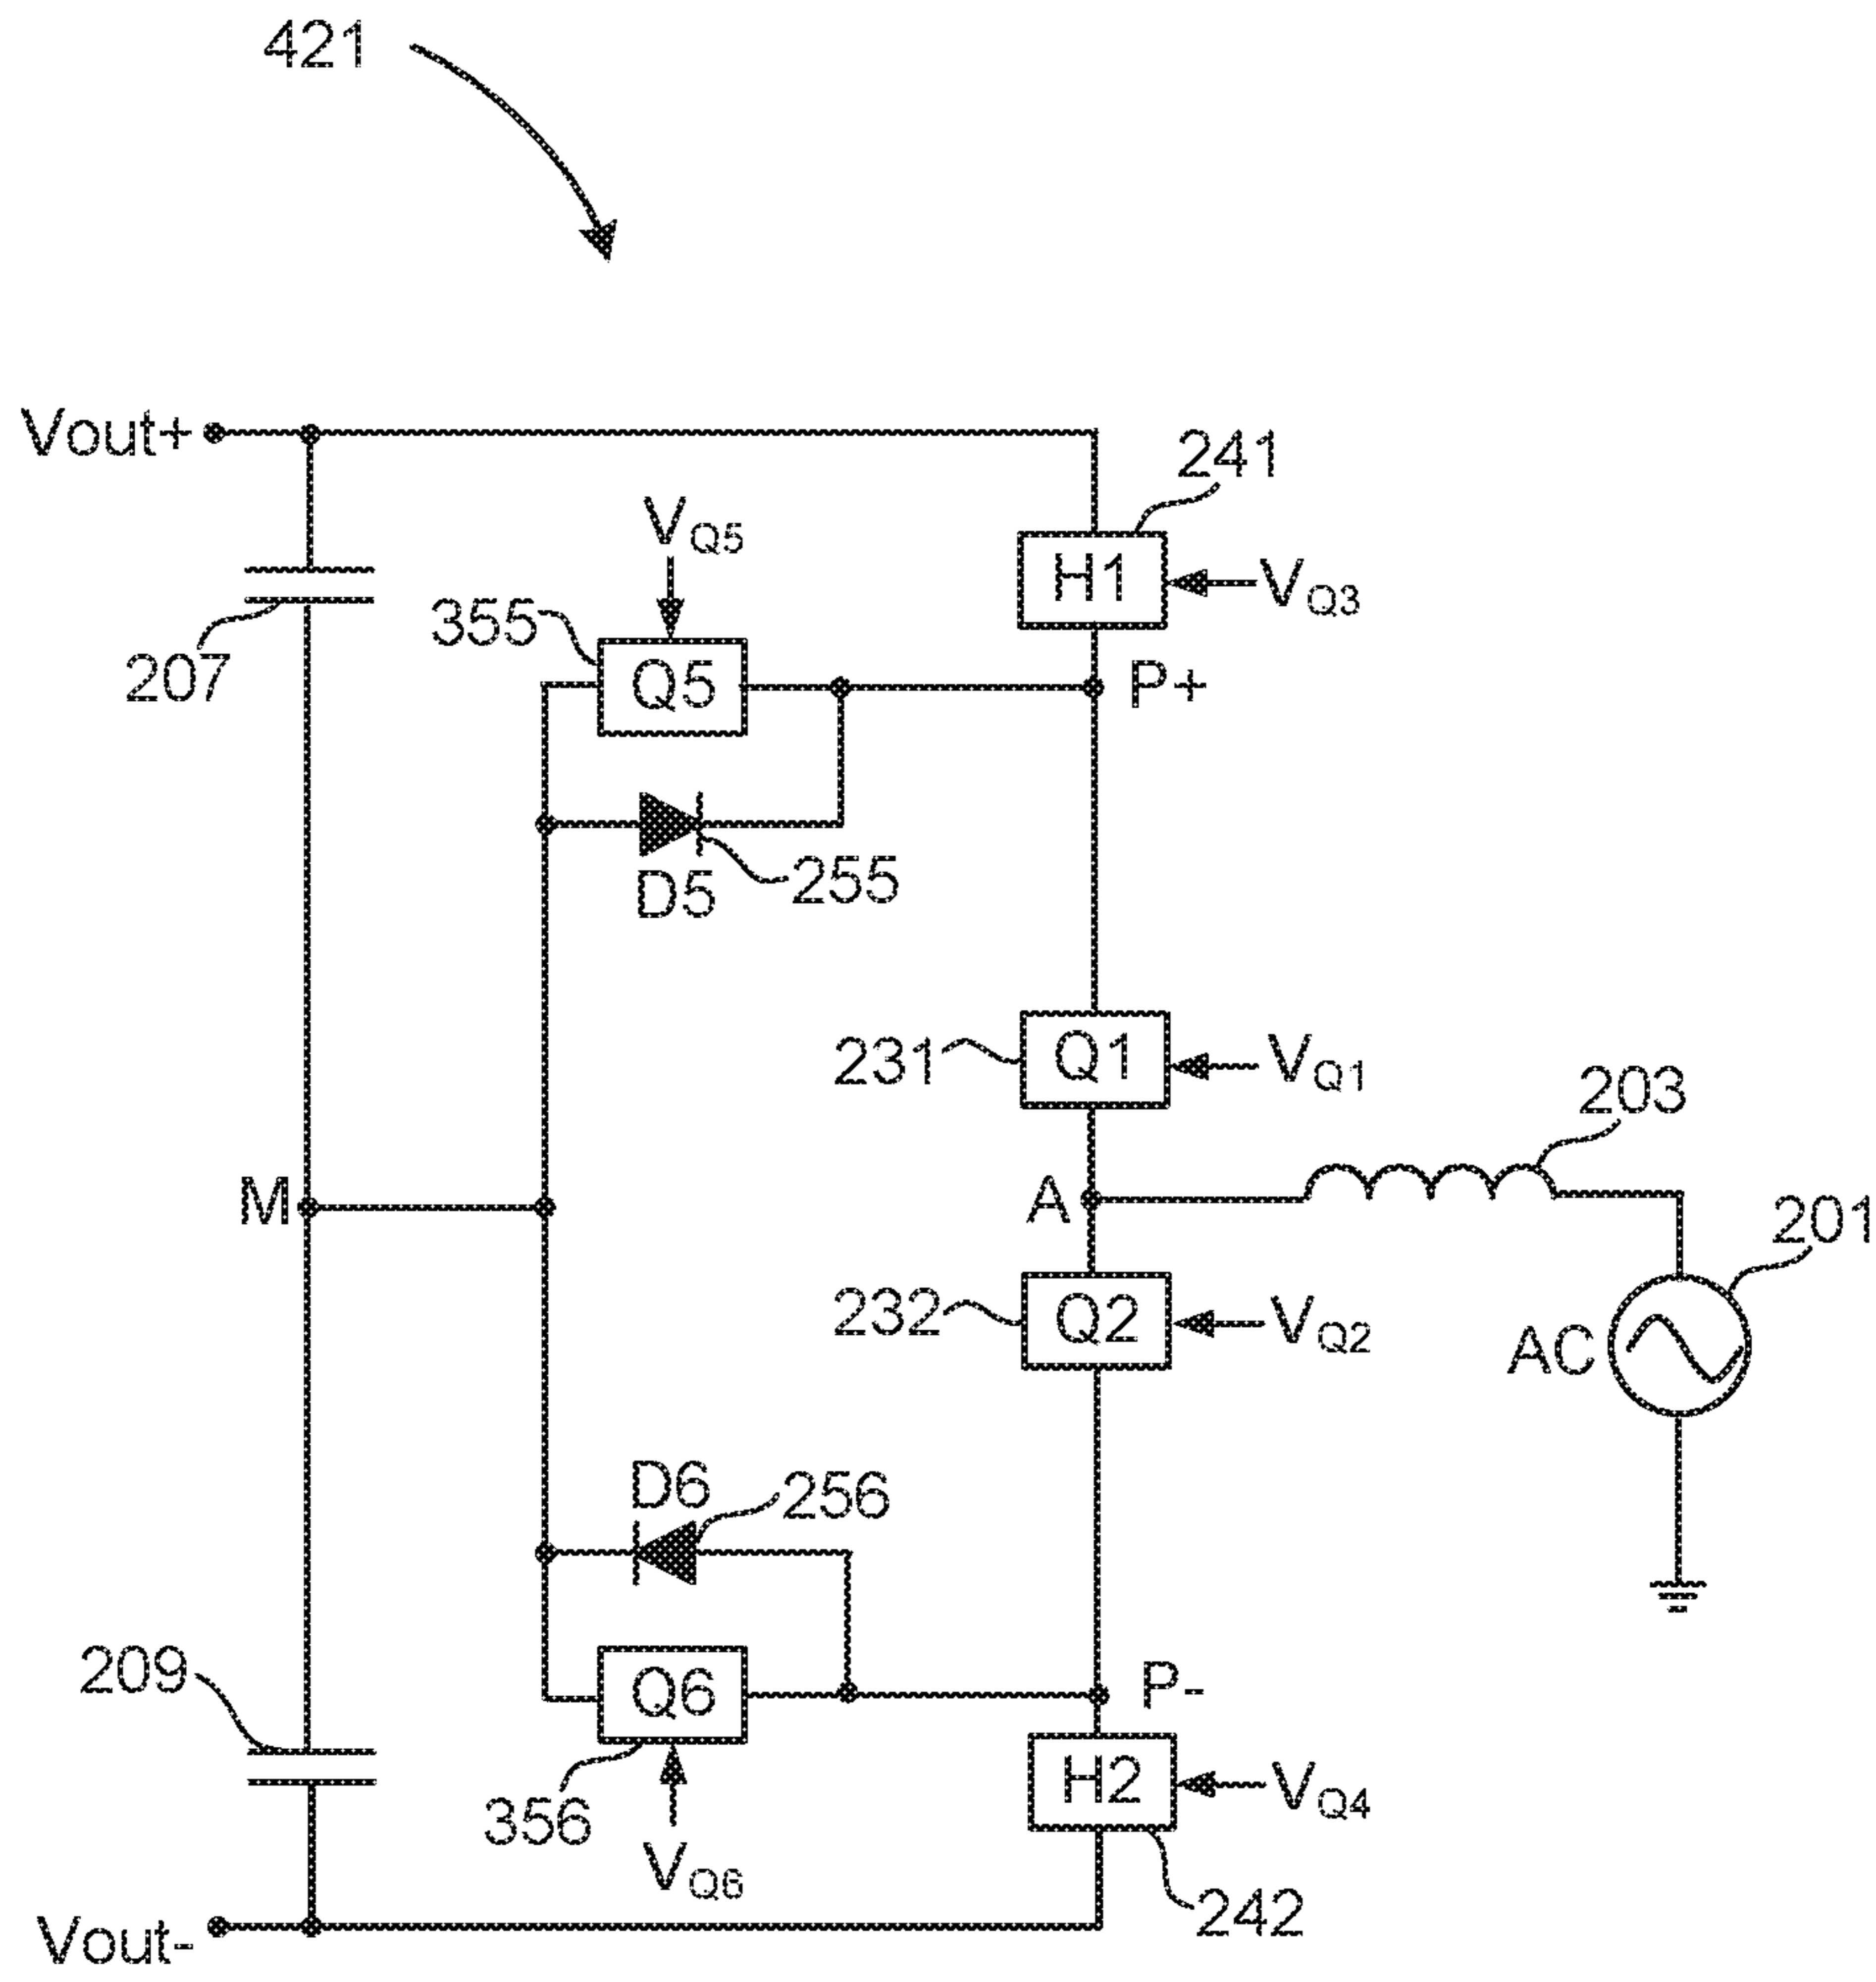 421
Vout+
241
VQ5
H1
VQ3
355
Q5
P+
207
D5
255
231
Q1
VQ1
203
M
A
201
232
Q2
VQ2
AC
D6
256
209
Q6
P-
H2
VQ4
356
VQ6
242
Vout-